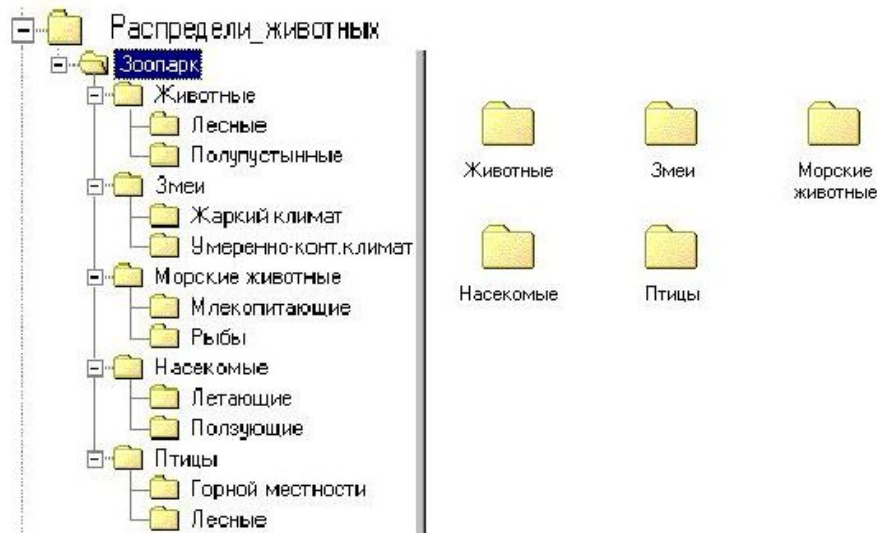 Распредели_животных
Зоопарк
Животные
Лесные
Полупустынные
Змеи
Жаркий климат
Умеренно-конт.климат
Морские животные
Млекопитающие
Рыбы
Насекомые
Летающие
Ползующие
Птицы
Горной местности
Лесные
Животные
Змеи
Морские
животные
Насекомые
Птицы